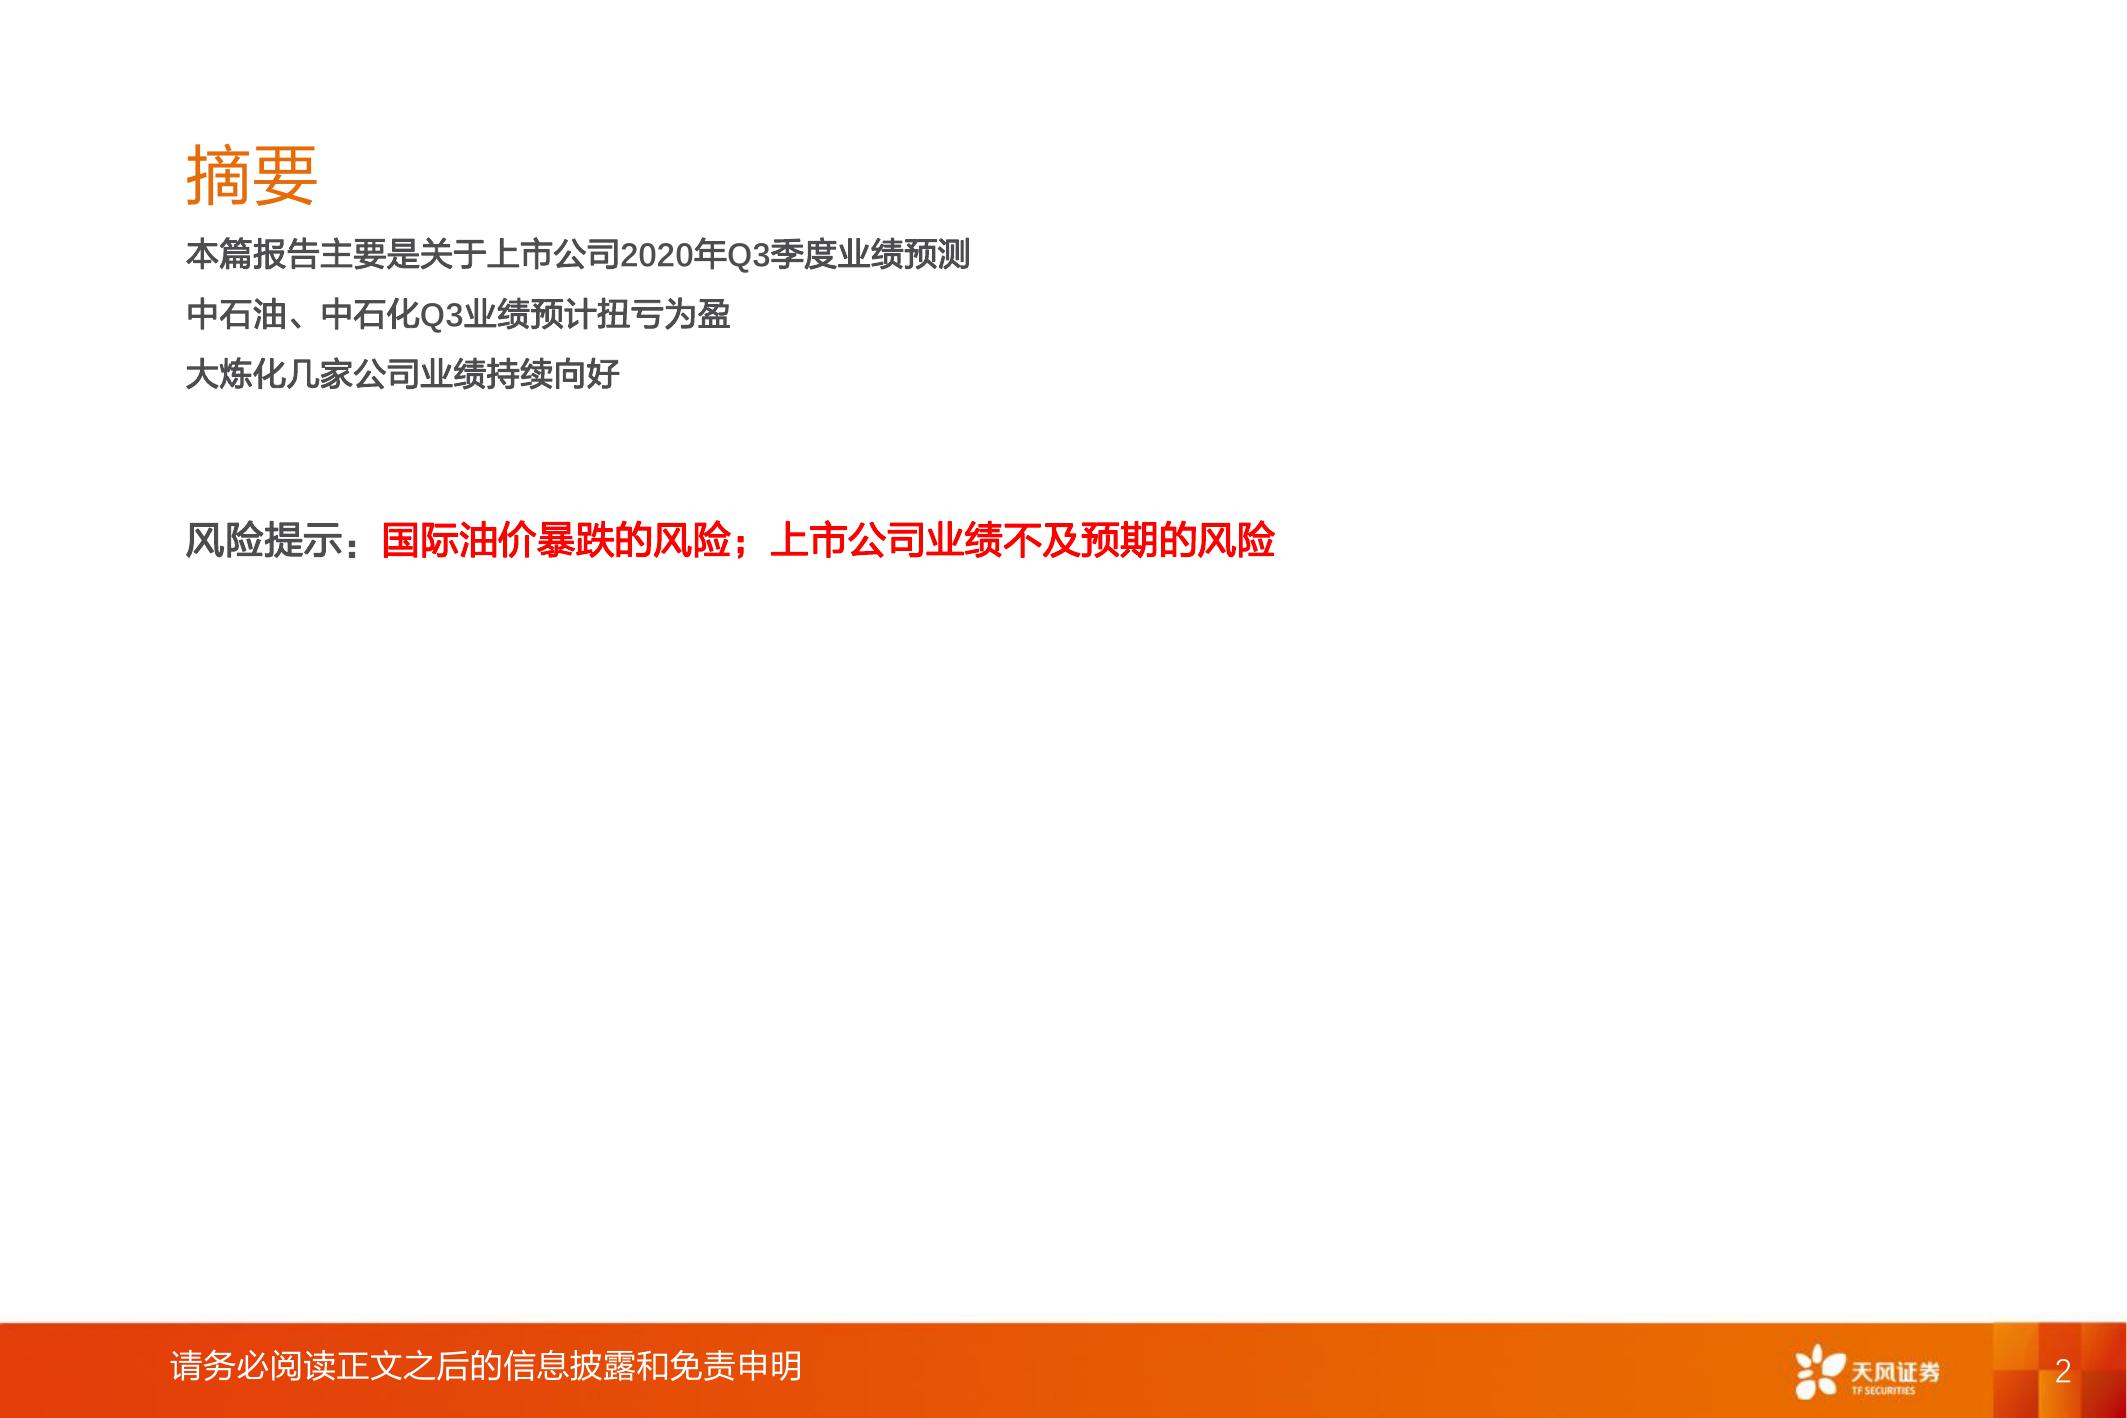 摘要
本篇报告主要是关于上市公司2020年Q3季度业绩预测
中石油、中石化Q3业绩预计扭亏为盈
大炼化几家公司业绩持续向好
风险提示：国际油价暴跌的风险；上市公司业绩不及预期的风险
请务必阅读正文之后的信息披露和免责申明
天风证券
TF SECURITIES
2